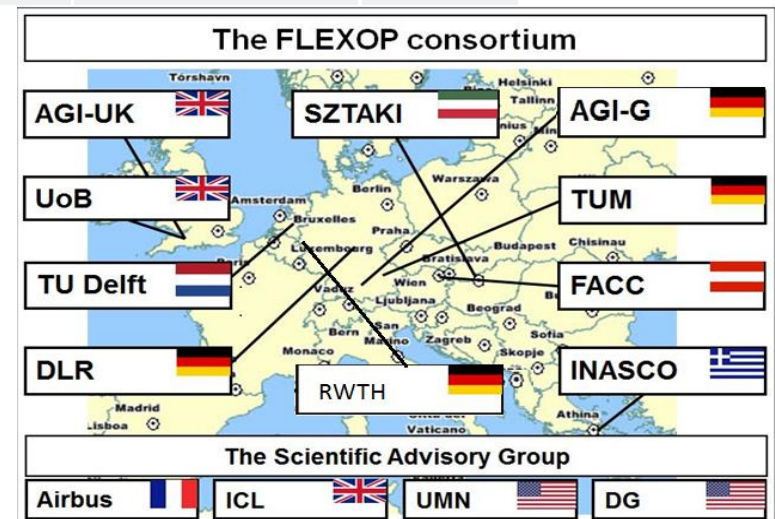 The FLEXOP consortium
Tórshavn
Helsinki
AGI-UK
SZTAKI
Tallinn
AGI-G
UoB
Berlin
Warszawa
TUM
Amsterdam
Bruxelles
Praha
Luxembourg
Budapest
Chisinau
Bratislava
TU Delft
Vaduz
Wien
FACC
Ljubljana
Beograd
Bern
San
Marino
Zagreb
Sofia
Monaco
Skopje
DLR
RWTH
INASCO
Madrid
Athina
Vaticano
The Scientific Advisory Group
Airbus
ICL
UMN
DG